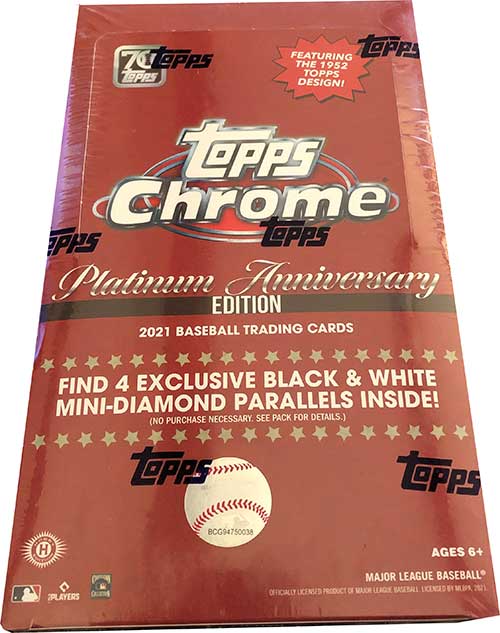 70
Topps
Topps
Topps
FEATURING
THE 1952
TOPPS
DESIGN!
Topps
Chrome
Topps
Topps
Platinum Anniversary
EDITION
2021 BASEBALL TRADING CARDS
FIND 4 EXCLUSIVE BLACK & WHITE
MINI-DIAMOND PARALLELS INSIDE!
(NO PURCHASE NECESSARY. SEE PACK FOR DETAILS.)
Topps
Topps
BCG94750038
H
AGES 6+
PLAYERS
MAJOR LEAGUE BASEBALL®
OFFICIALLY LICENSED PRODUCT OF MAJOR LEAGUE BASEBALL. LICENSED BY MLBPA, 2021.